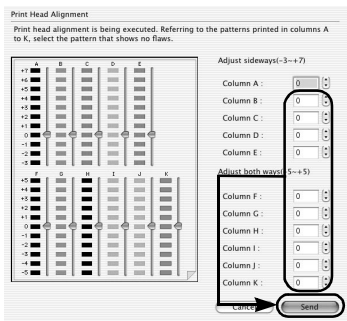 Print Head Alignment
Print head alignment is being executed. Referring to the patterns printed in columns A
to K, select the pattern that shows no flaws.
A B C D E
+7
+6
+5
+4
+3
+2
+1
0
-1
-2
-3
F G H I J K
+5
+4
+3
+2
+1
0
-1
-2
-3
-4
-5
Adjust sideways(-3~+7)
Column A : 0
Column B : 0
Column C : 0
Column D : 0
Column E : 0
Adjust both ways(-5~+5)
Column F : 0
Column G : 0
Column H : 0
Column I : 0
Column J : 0
Column K : 0
Cancel Send